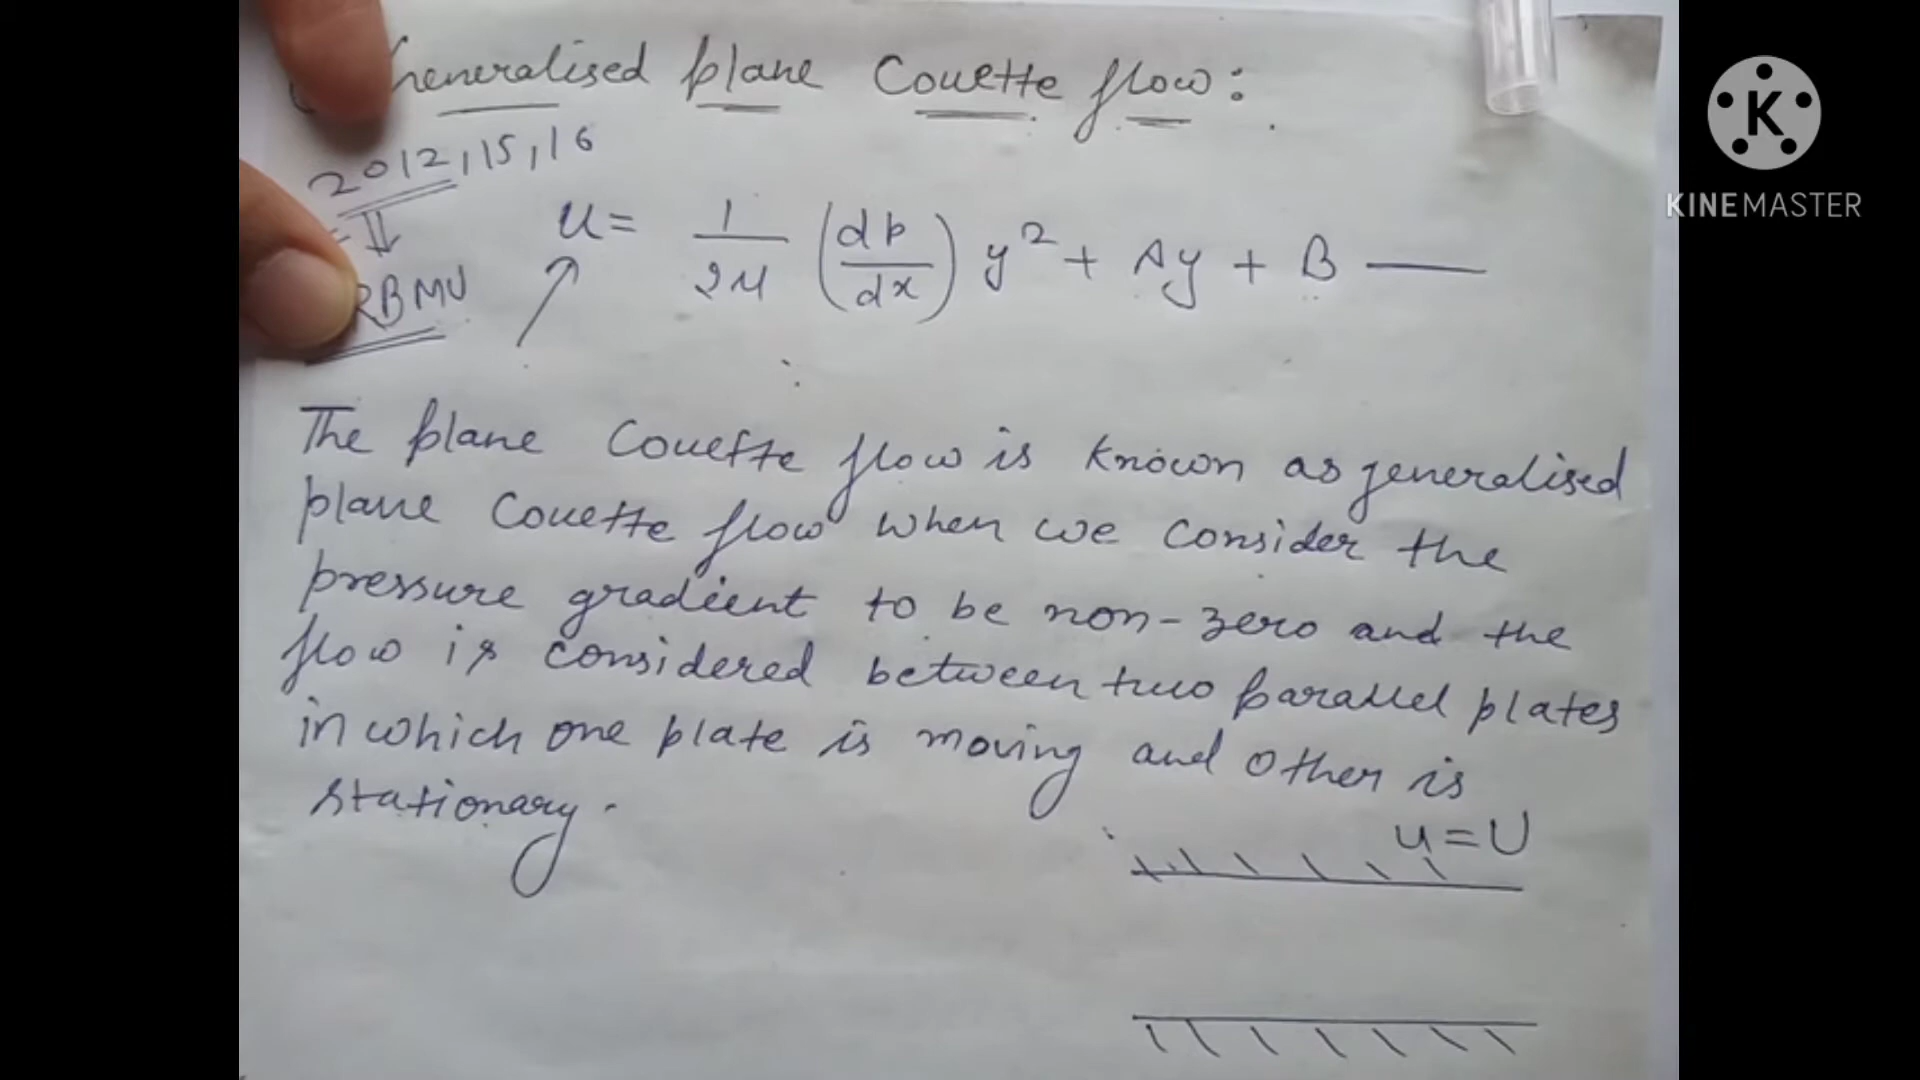 Generalised plane Couette flow:
2012, 15, 16
⇓
RBMU
u = 1/2μ (dp/dx) y² + Ay + B —
The plane Couette flow is known as generalised
plane Couette flow when we consider the
pressure gradient to be non-zero and the
flow is considered between two parallel plates
in which one plate is moving and other is
stationary.
u = U
K
KINEMASTER